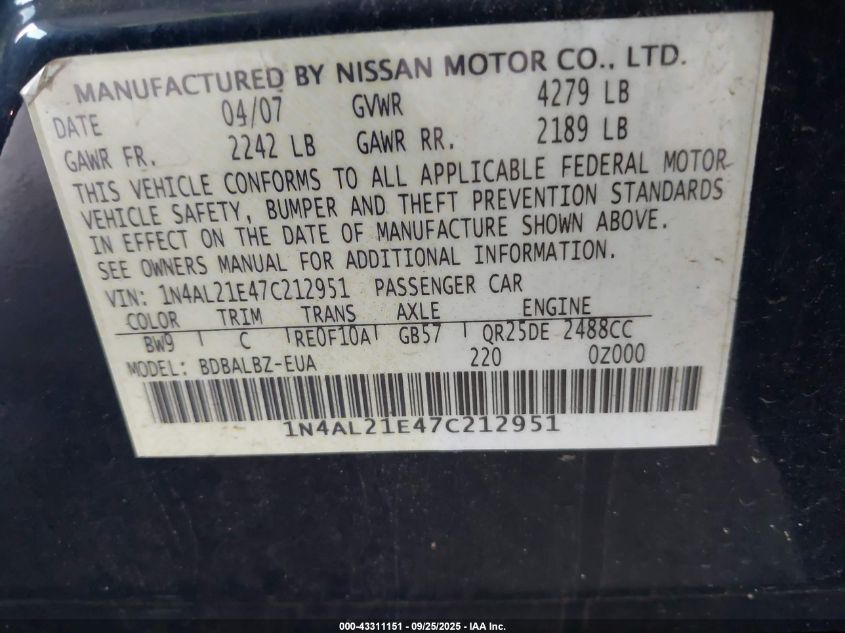 MANUFACTURED BY NISSAN MOTOR CO., LTD.
DATE 04/07 GVWR 4279 LB
GAWR FR. 2242 LB GAWR RR. 2189 LB
THIS VEHICLE CONFORMS TO ALL APPLICABLE FEDERAL MOTOR
VEHICLE SAFETY, BUMPER AND THEFT PREVENTION STANDARDS
IN EFFECT ON THE DATE OF MANUFACTURE SHOWN ABOVE.
SEE OWNERS MANUAL FOR ADDITIONAL INFORMATION.
VIN: 1N4AL21E47C212951 PASSENGER CAR
COLOR TRIM TRANS AXLE ENGINE
BW9 C RE0F10A GB57 QR25DE 2488CC
MODEL: BDBALBZ-EUA 220 0Z000
1N4AL21E47C212951
000-43311151 - 09/25/2025 - IAA Inc.